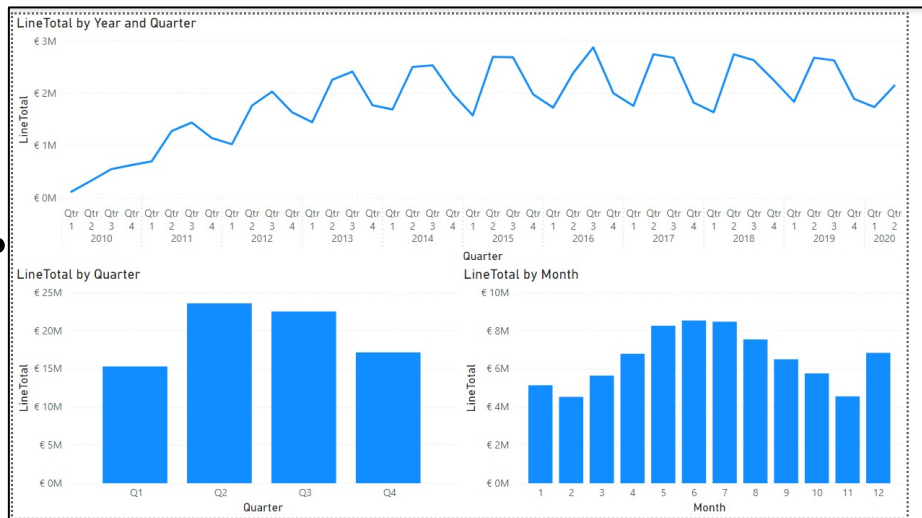 LineTotal by Year and Quarter
€ 3M
€ 2M
€ 1M
€ 0M
LineTotal
Qtr 1 Qtr 2 Qtr 3 Qtr 4 Qtr 1 Qtr 2 Qtr 3 Qtr 4 Qtr 1 Qtr 2 Qtr 3 Qtr 4 Qtr 1 Qtr 2 Qtr 3 Qtr 4 Qtr 1 Qtr 2 Qtr 3 Qtr 4 Qtr 1 Qtr 2 Qtr 3 Qtr 4 Qtr 1 Qtr 2 Qtr 3 Qtr 4 Qtr 1 Qtr 2 Qtr 3 Qtr 4 Qtr 1 Qtr 2 Qtr 3 Qtr 4 Qtr 1 Qtr 2 Qtr 3 Qtr 4 Qtr 1 Qtr 2
2010 2011 2012 2013 2014 2015 2016 2017 2018 2019 2020
Quarter
LineTotal by Quarter
€ 25M
€ 20M
€ 15M
€ 10M
€ 5M
€ 0M
LineTotal
Q1 Q2 Q3 Q4
Quarter
LineTotal by Month
€ 10M
€ 8M
€ 6M
€ 4M
€ 2M
€ 0M
LineTotal
1 2 3 4 5 6 7 8 9 10 11 12
Month